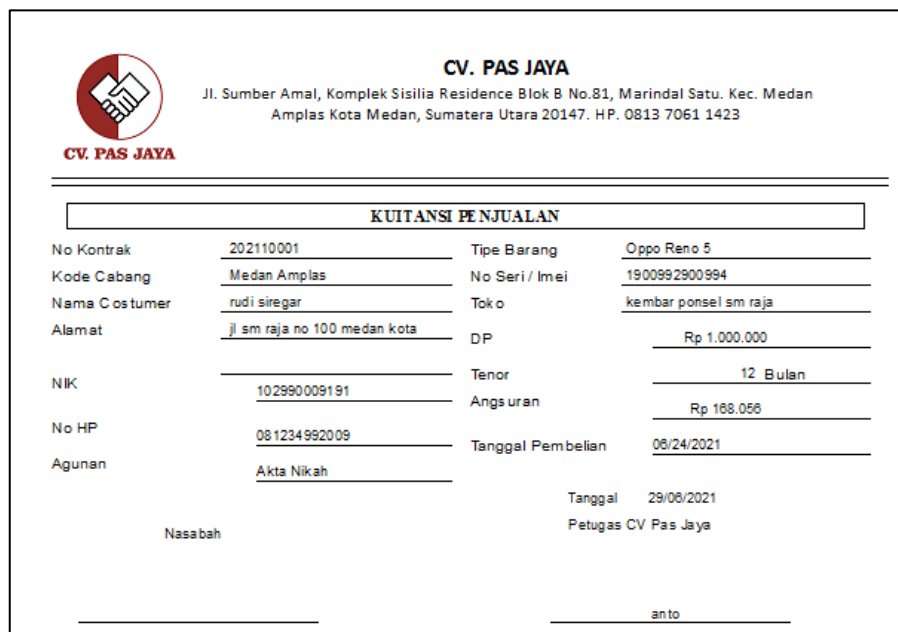 CV. PAS JAYA
Jl. Sumber Amal, Komplek Sisilia Residence Blok B No.81, Marindal Satu. Kec. Medan
Amplas Kota Medan, Sumatera Utara 20147. HP. 0813 7061 1423
CV. PAS JAYA
KUITANSI PENJUALAN
No Kontrak 202110001
Kode Cabang Medan Amplas
Nama Costumer rudi siregar
Alamat jl sm raja no 100 medan kota
NIK 102990009191
No HP 081234992009
Agunan Akta Nikah
Tipe Barang Oppo Reno 5
No Seri / Imei 1900992900994
Toko kembar ponsel sm raja
DP Rp 1.000.000
Tenor 12 Bulan
Angsuran Rp 168.056
Tanggal Pembelian 06/24/2021
Tanggal 29/06/2021
Nasabah
Petugas CV Pas Jaya
anto